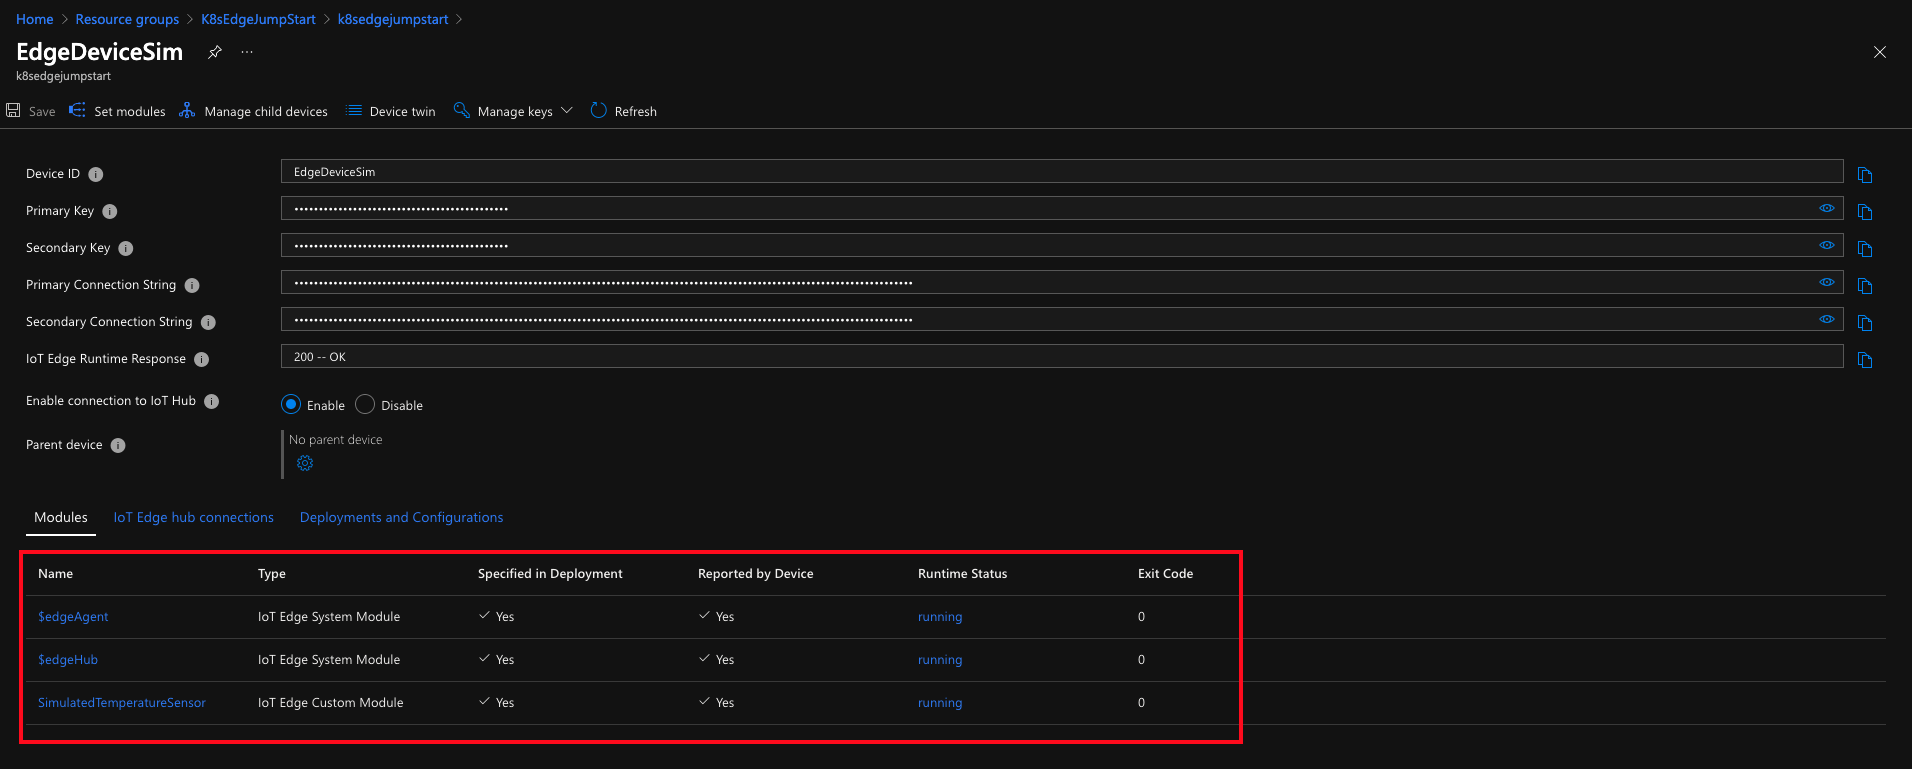 Home > Resource groups > K8sEdgeJumpStart > k8sedgejumpstart >
EdgeDeviceSim ...
k8sedgejumpstart
Save Set modules Manage child devices Device twin Manage keys Refresh
Device ID EdgeDeviceSim
Primary Key
Secondary Key
Primary Connection String
Secondary Connection String
IoT Edge Runtime Response 200 -- OK
Enable connection to IoT Hub Enable Disable
Parent device No parent device
Modules IoT Edge hub connections Deployments and Configurations
Name Type Specified in Deployment Reported by Device Runtime Status Exit Code
$edgeAgent IoT Edge System Module Yes Yes running 0
$edgeHub IoT Edge System Module Yes Yes running 0
SimulatedTemperatureSensor IoT Edge Custom Module Yes Yes running 0